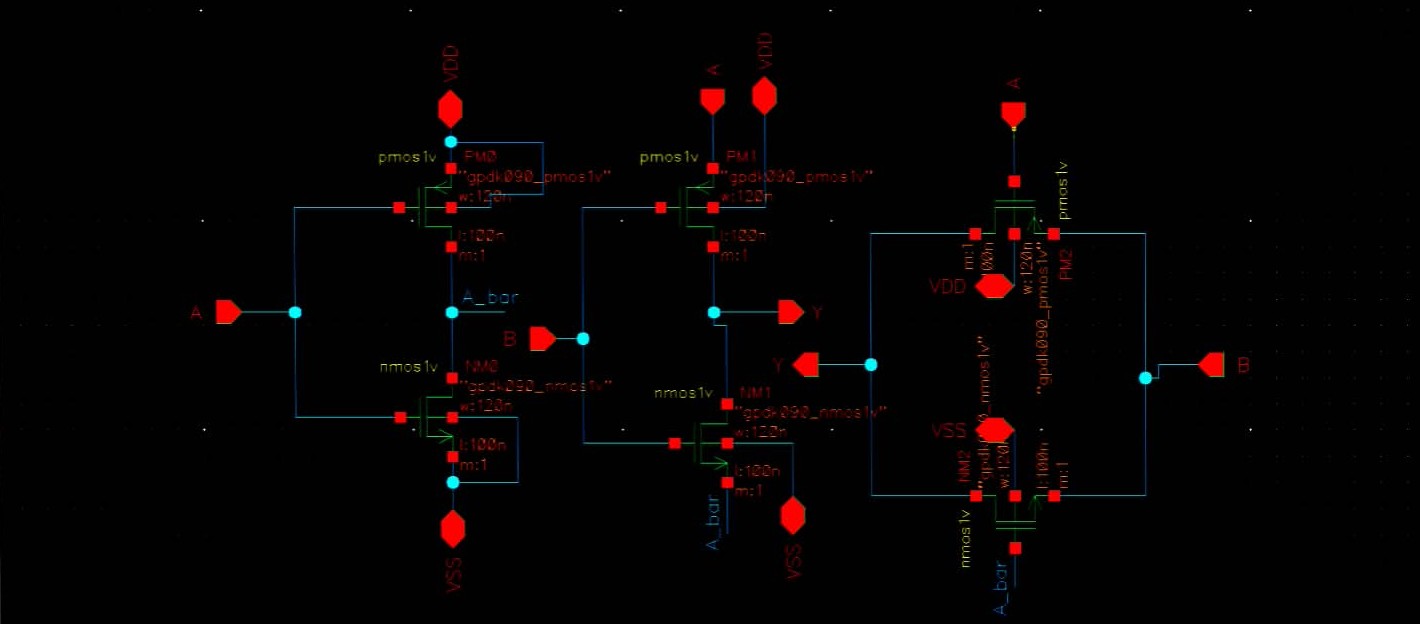 VDD
pmos1v
PM0
"gpdk090_pmos1v"
w:120n
l:100n
m:1
A
A_bar
nmos1v
NM0
"gpdk090_nmos1v"
w:120n
l:100n
m:1
VSS
A
VDD
pmos1v
PM1
"gpdk090_pmos1v"
w:120n
l:100n
m:1
B
Y
nmos1v
NM1
"gpdk090_nmos1v"
w:120n
l:100n
m:1
A_bar
VSS
A
pmos1v
m:1
w:120n
"gpdk090_pmos1v"
PM2
VDD
Y
B
VSS
NM2
l:100n
m:1
nmos1v
A_bar